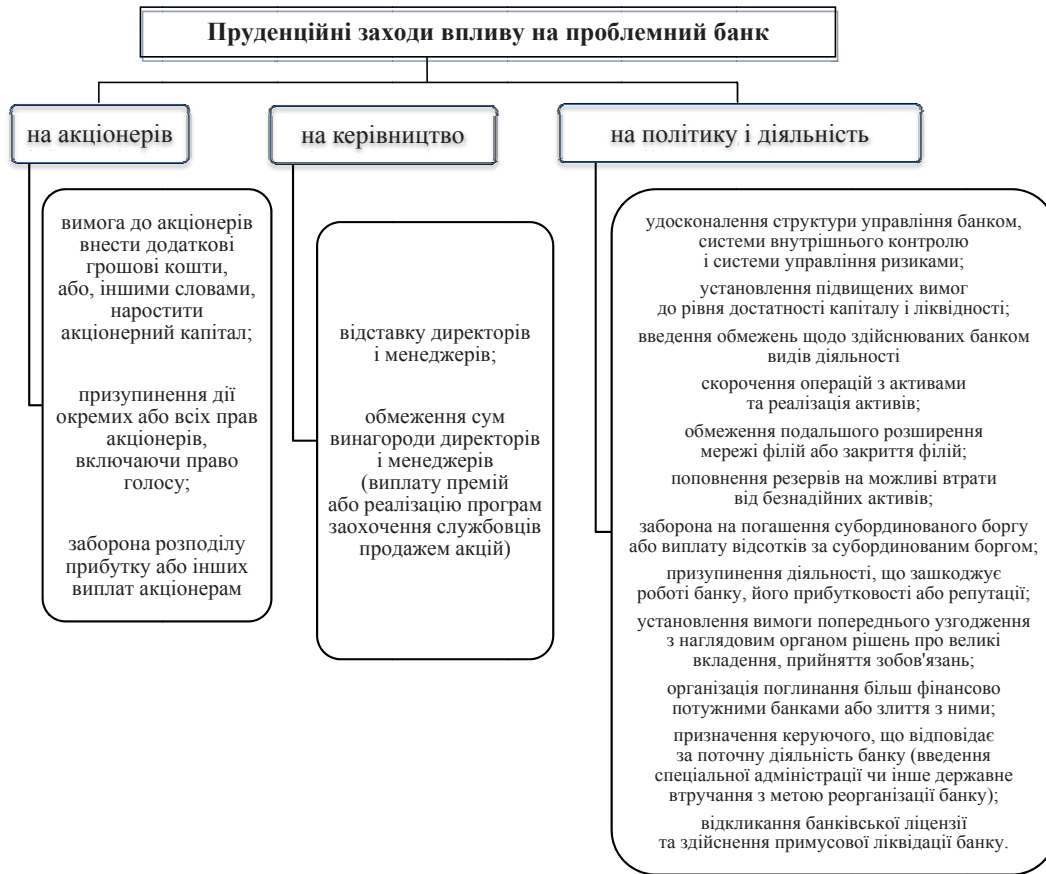 Пруденційні заходи впливу на проблемний банк
на акціонерів
вимога до акціонерів
внести додаткові
грошові кошти,
або, іншими словами,
наростити
акціонерний капітал;
призупинення дії
окремих або всіх прав
акціонерів,
включаючи право
голосу;
заборона розподілу
прибутку або інших
виплат акціонерам
на керівництво
відставку директорів
і менеджерів;
обмеження сум
винагороди директорів
і менеджерів
(виплату премій
або реалізацію програм
заохочення службовців
продажем акцій)
на політику і діяльність
удосконалення структури управління банком,
системи внутрішнього контролю
і системи управління ризиками;
установлення підвищених вимог
до рівня достатності капіталу і ліквідності;
введення обмежень щодо здійснюваних банком
видів діяльності
скорочення операцій з активами
та реалізація активів;
обмеження подальшого розширення
мережі філій або закриття філій;
поповнення резервів на можливі втрати
від безнадійних активів;
заборона на погашення субординованого боргу
або виплату відсотків за субординованим боргом;
призупинення діяльності, що зашкоджує
роботі банку, його прибутковості або репутації;
установлення вимоги попереднього узгодження
з наглядовим органом рішень про великі
вкладення, прийняття зобов'язань;
організація поглинання більш фінансово
потужними банками або злиття з ними;
призначення керуючого, що відповідає
за поточну діяльність банку (введення
спеціальної адміністрації чи інше державне
втручання з метою реорганізації банку);
відкликання банківської ліцензії
та здійснення примусової ліквідації банку.